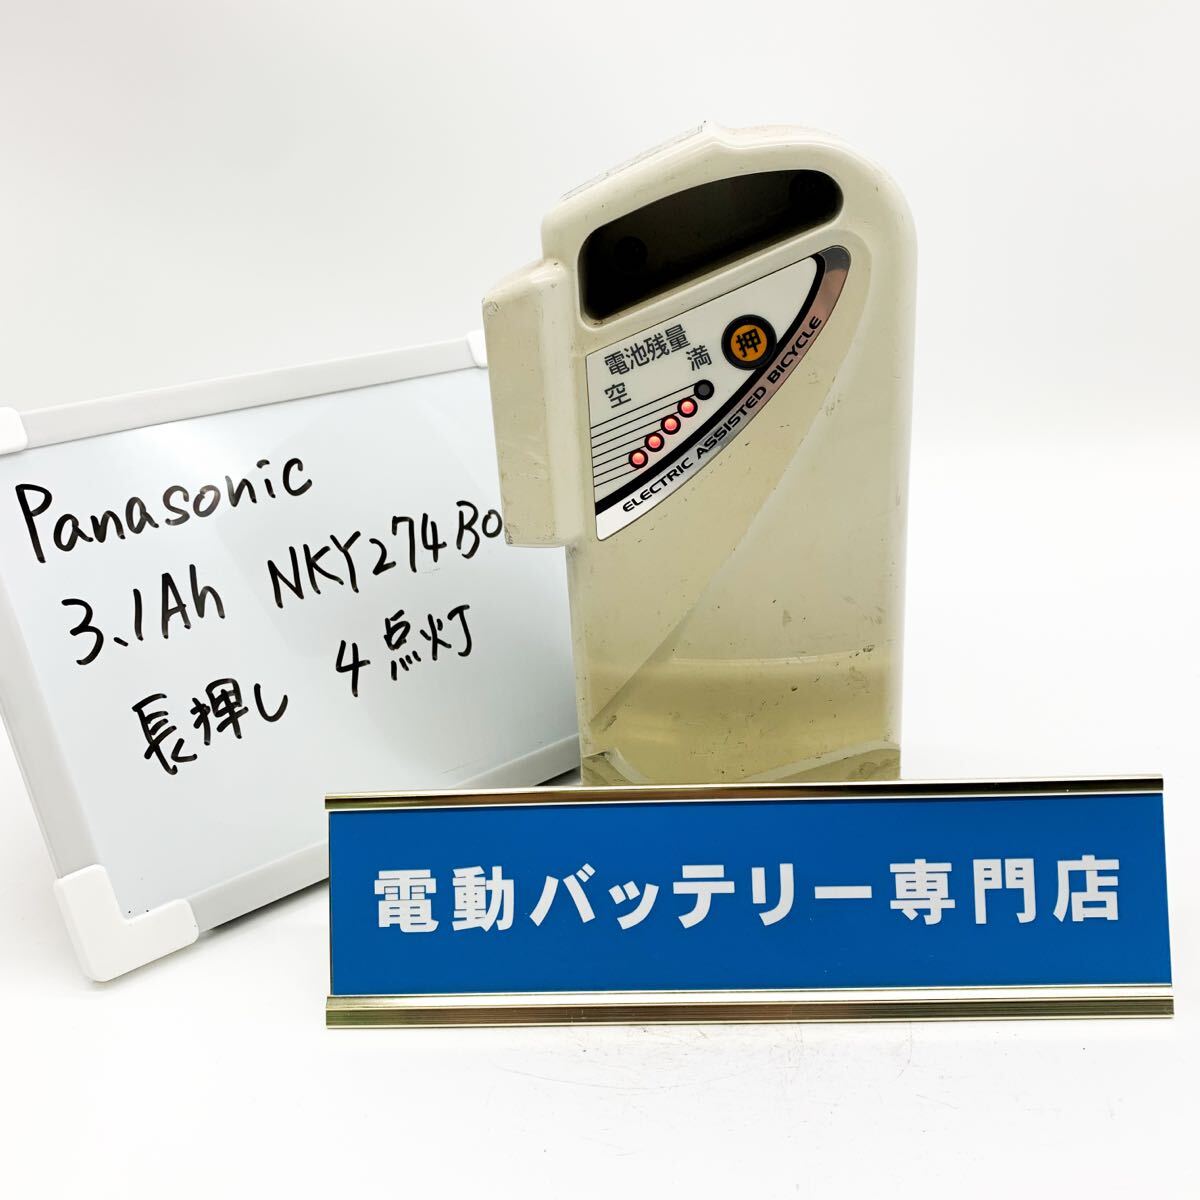 Panasonic
3.1Ah NKY274B0
長押し 4点灯
電池残量
空 満
押
ELECTRIC ASSISTED BICYCLE
電動バッテリー専門店